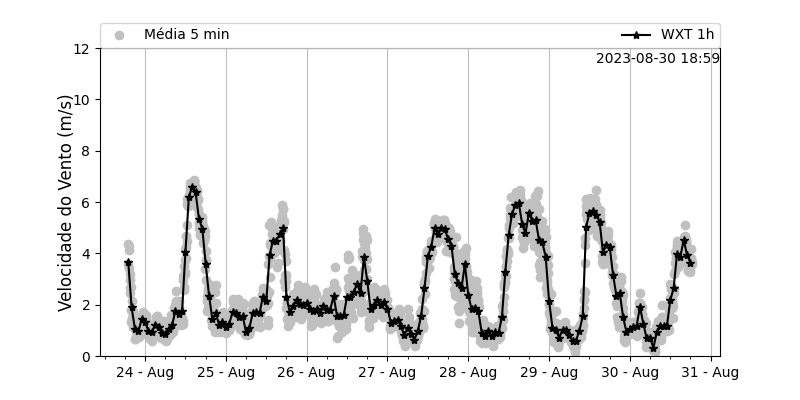 Média 5 min
WXT 1h
2023-08-30 18:59
Velocidade do Vento (m/s)
12
10
8
6
4
2
0
24 - Aug
25 - Aug
26 - Aug
27 - Aug
28 - Aug
29 - Aug
30 - Aug
31 - Aug